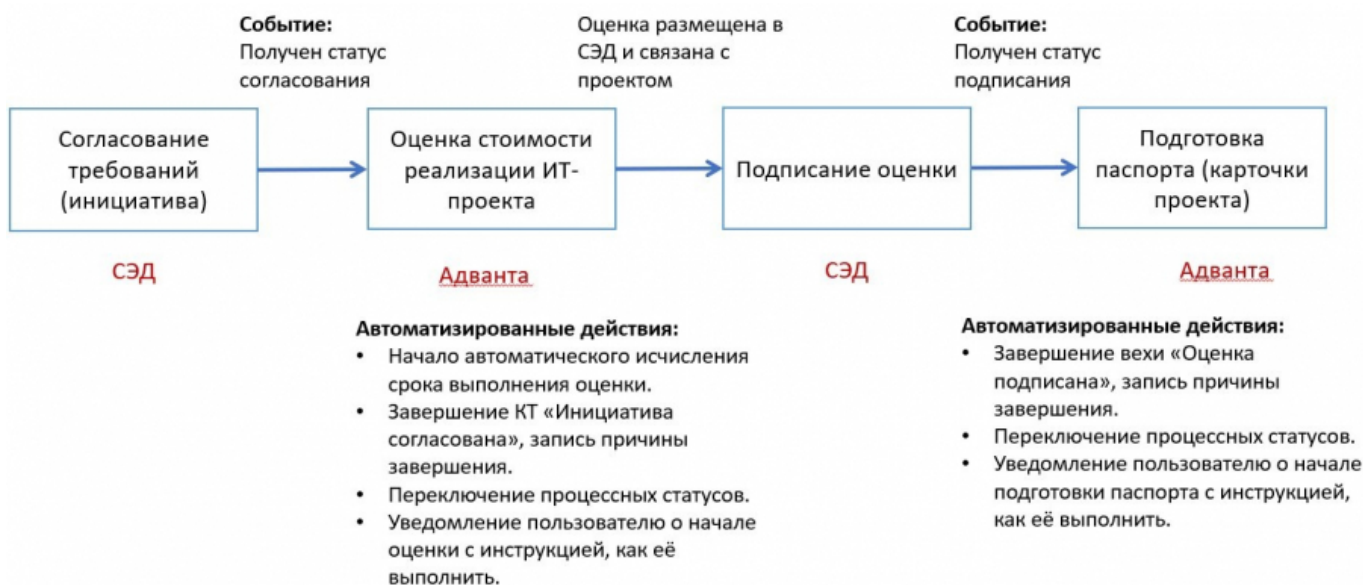 Событие:
Получен статус
согласования
Оценка размещена в
СЭД и связана с
проектом
Событие:
Получен статус
подписания
Согласование
требований
(инициатива)
Оценка стоимости
реализации ИТ-
проекта
Подписание оценки
Подготовка
паспорта (карточки
проекта)
СЭД
Адванта
СЭД
Адванта
Автоматизированные действия:
• Начало автоматического исчисления
срока выполнения оценки.
• Завершение КТ «Инициатива
согласована», запись причины
завершения.
• Переключение процессных статусов.
• Уведомление пользователю о начале
оценки с инструкцией, как её
выполнить.
Автоматизированные действия:
• Завершение вехи «Оценка
подписана», запись причины
завершения.
• Переключение процессных статусов.
• Уведомление пользователю о начале
подготовки паспорта с инструкцией,
как её выполнить.